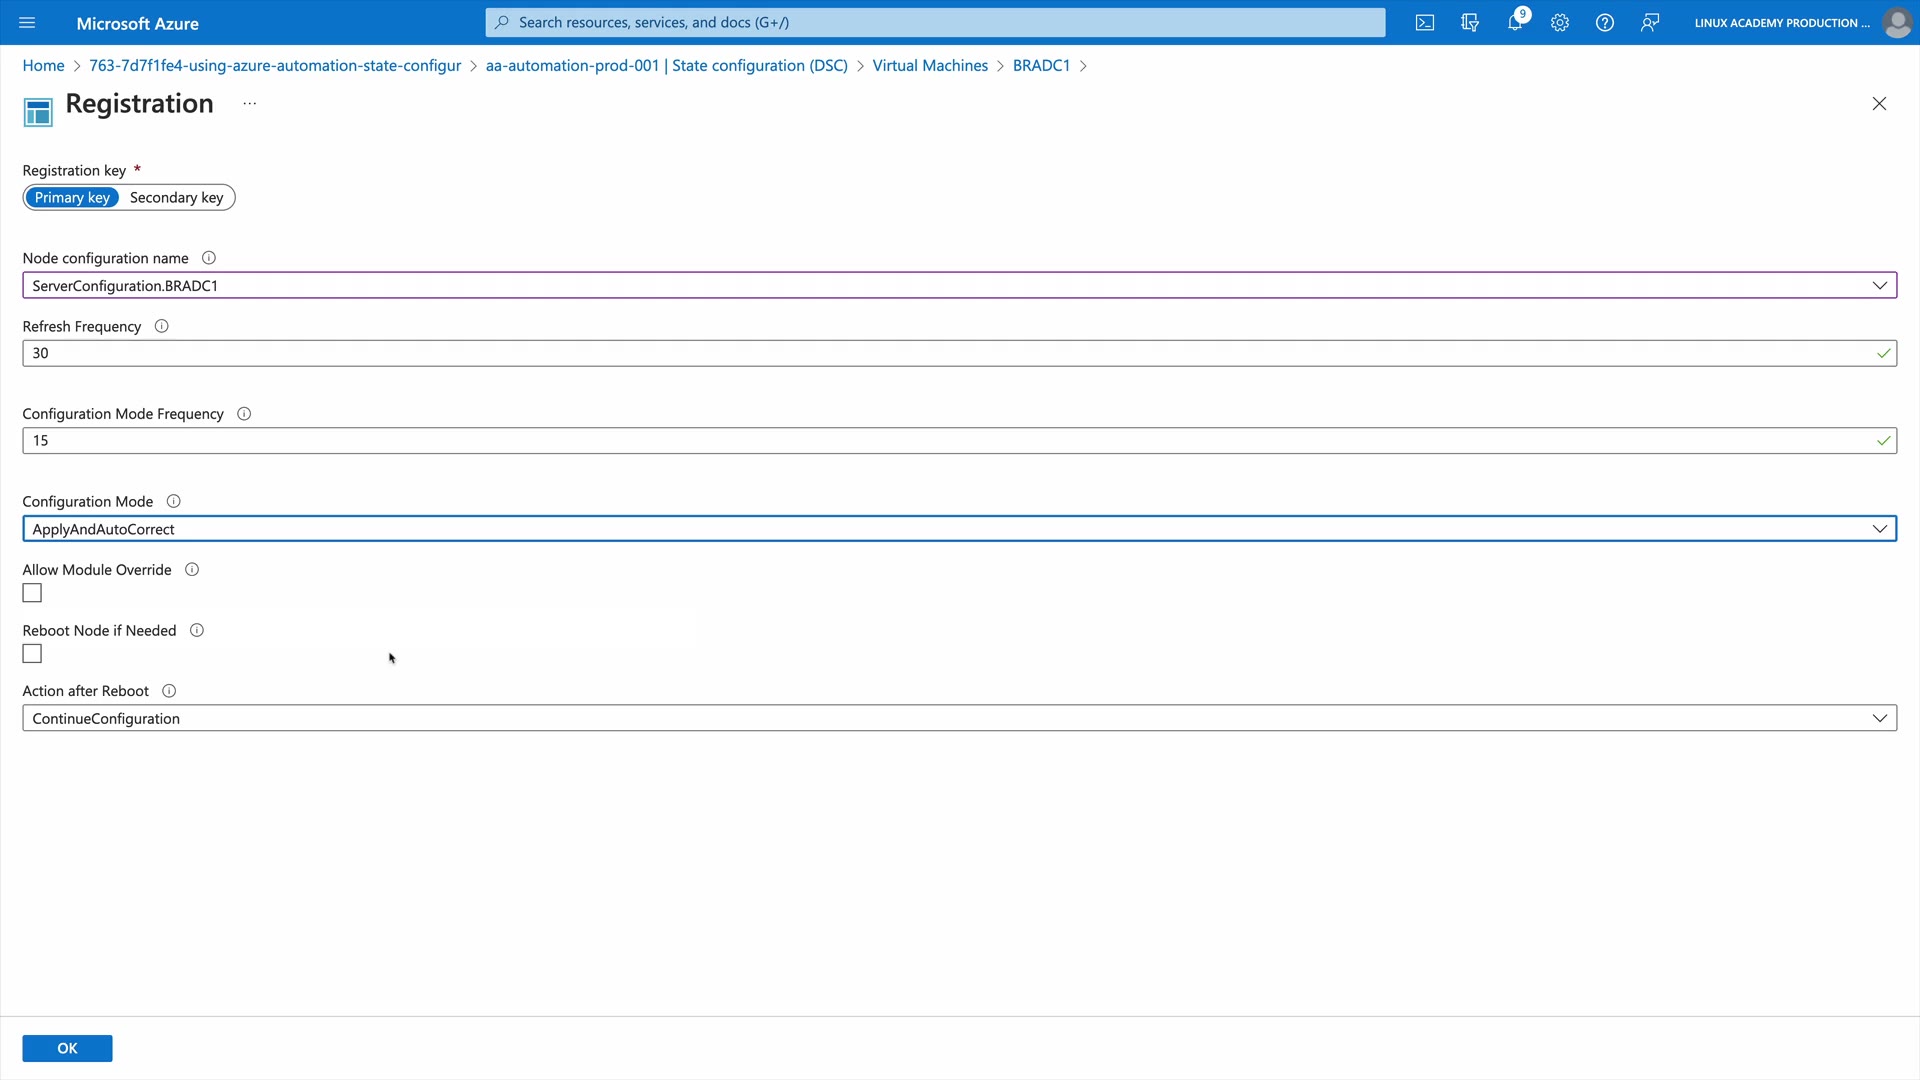 Microsoft Azure
Search resources, services, and docs (G+/)
9
LINUX ACADEMY PRODUCTION ...
Home > 763-7d7f1fe4-using-azure-automation-state-configur > aa-automation-prod-001 | State configuration (DSC) > Virtual Machines > BRADC1 >
Registration ...
Registration key *
Primary key Secondary key
Node configuration name
ServerConfiguration.BRADC1
Refresh Frequency
30
Configuration Mode Frequency
15
Configuration Mode
ApplyAndAutoCorrect
Allow Module Override
Reboot Node if Needed
Action after Reboot
ContinueConfiguration
OK